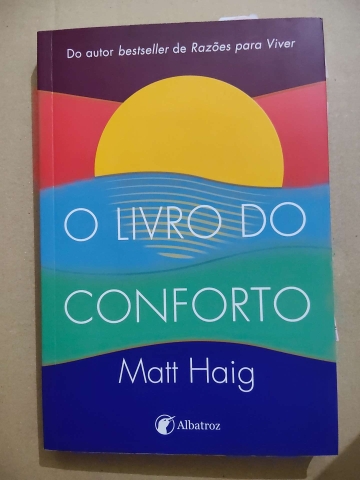 Do autor bestseller de Razões para Viver
O LIVRO DO
CONFORTO
Matt Haig
Albatroz